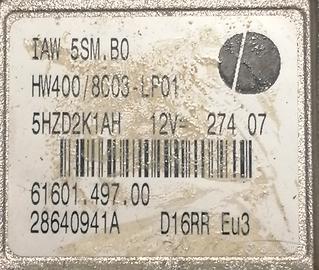 IAW 5SM.B0
HW400/8C03-LF01
5HZD2K1AH 12V= 274 07
61601.497.00
28640941A D16RR Eu3